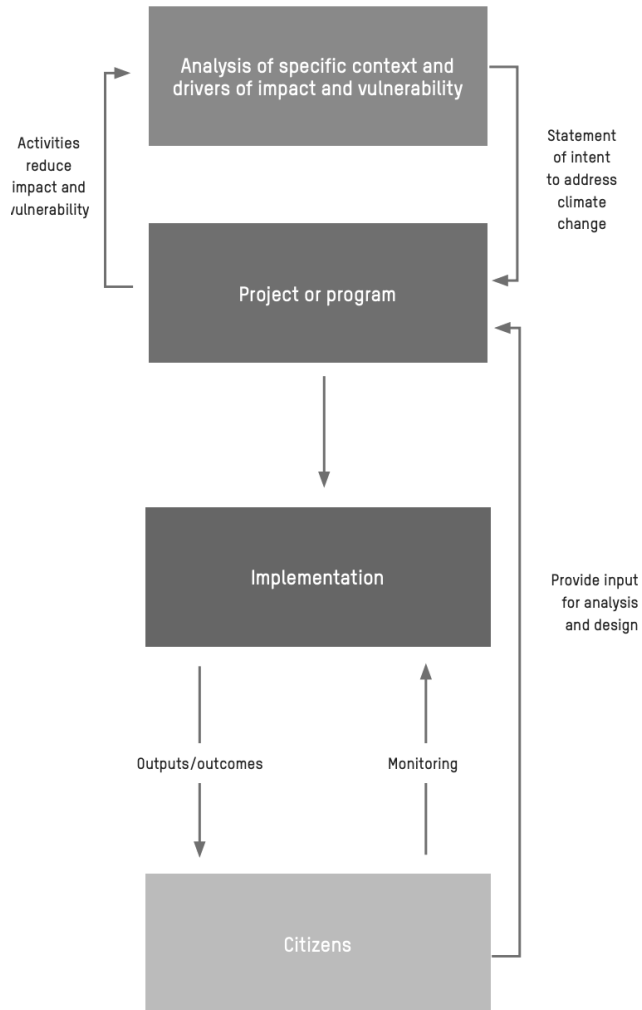 Analysis of specific context and
drivers of impact and vulnerability
Activities
reduce
impact and
vulnerability
Statement
of intent
to address
climate
change
Project or program
Implementation
Provide input
for analysis
and design
Outputs/outcomes
Monitoring
Citizens